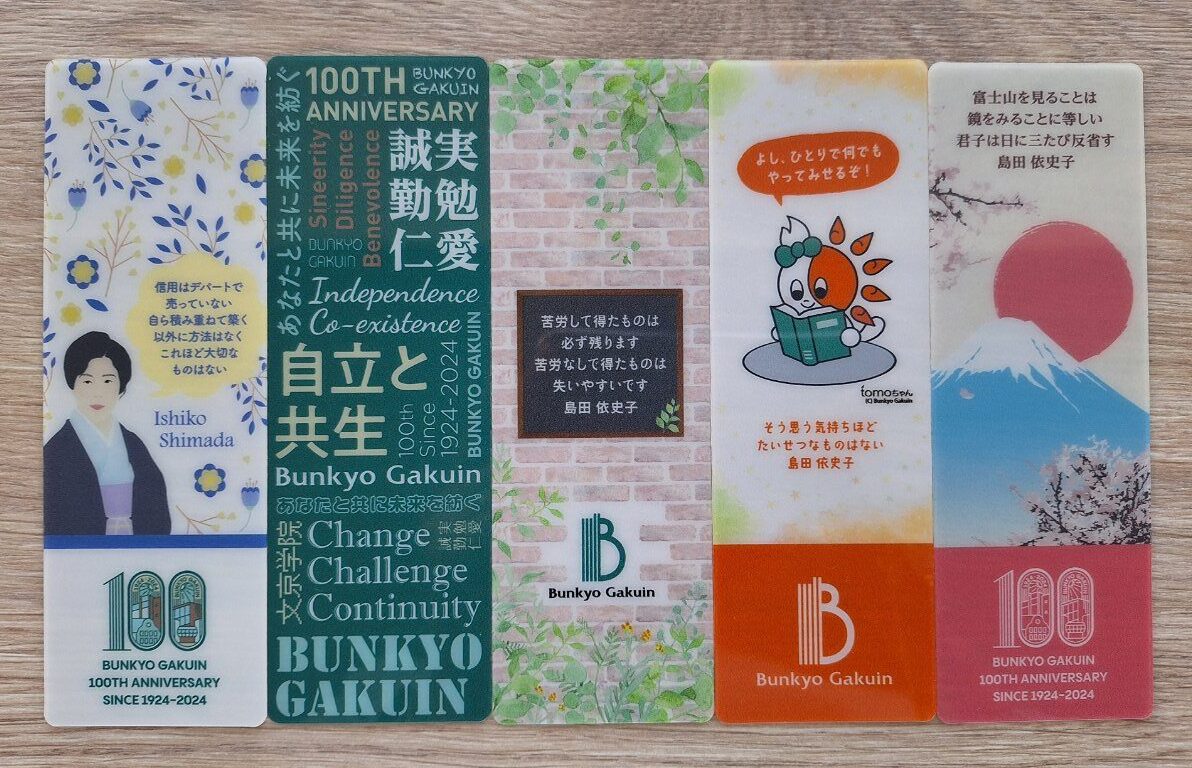 信用はデパートで
売っていない
自ら積み重ねて築く
以外に方法はなく
これほど大切な
ものはない
Ishiko
Shimada
100
BUNKYO GAKUIN
100TH ANNIVERSARY
SINCE 1924-2024
あなたと共に未来を紡ぐ
100TH
BUNKYO
GAKUIN
ANNIVERSARY
Sineerity
Diligence
Benevolence
誠実
勤勉
仁愛
BUNKYO
GAKUIN
Independence
Co-existence
自立と
共生
100th
Since
1924-2024
BUNKYO GAKUIN
Bunkyo Gakuin
あなたと共に未来を紡ぐ
文京学院
Change
誠実
勤勉
仁愛
Challenge
Continuity
BUNKYO
GAKUIN
苦労して得たものは
必ず残ります
苦労なして得たものは
失いやすいです
島田 依史子
B
Bunkyo Gakuin
よし、ひとりで何でも
やってみせるぞ!
tomoちゃん
(C) Bunkyo Gakuin
そう思う気持ちほど
たいせつなものはない
島田 依史子
B
Bunkyo Gakuin
富士山を見ることは
鏡をみることに等しい
君子は日に三たび反省す
島田 依史子
100
BUNKYO GAKUIN
100TH ANNIVERSARY
SINCE 1924-2024